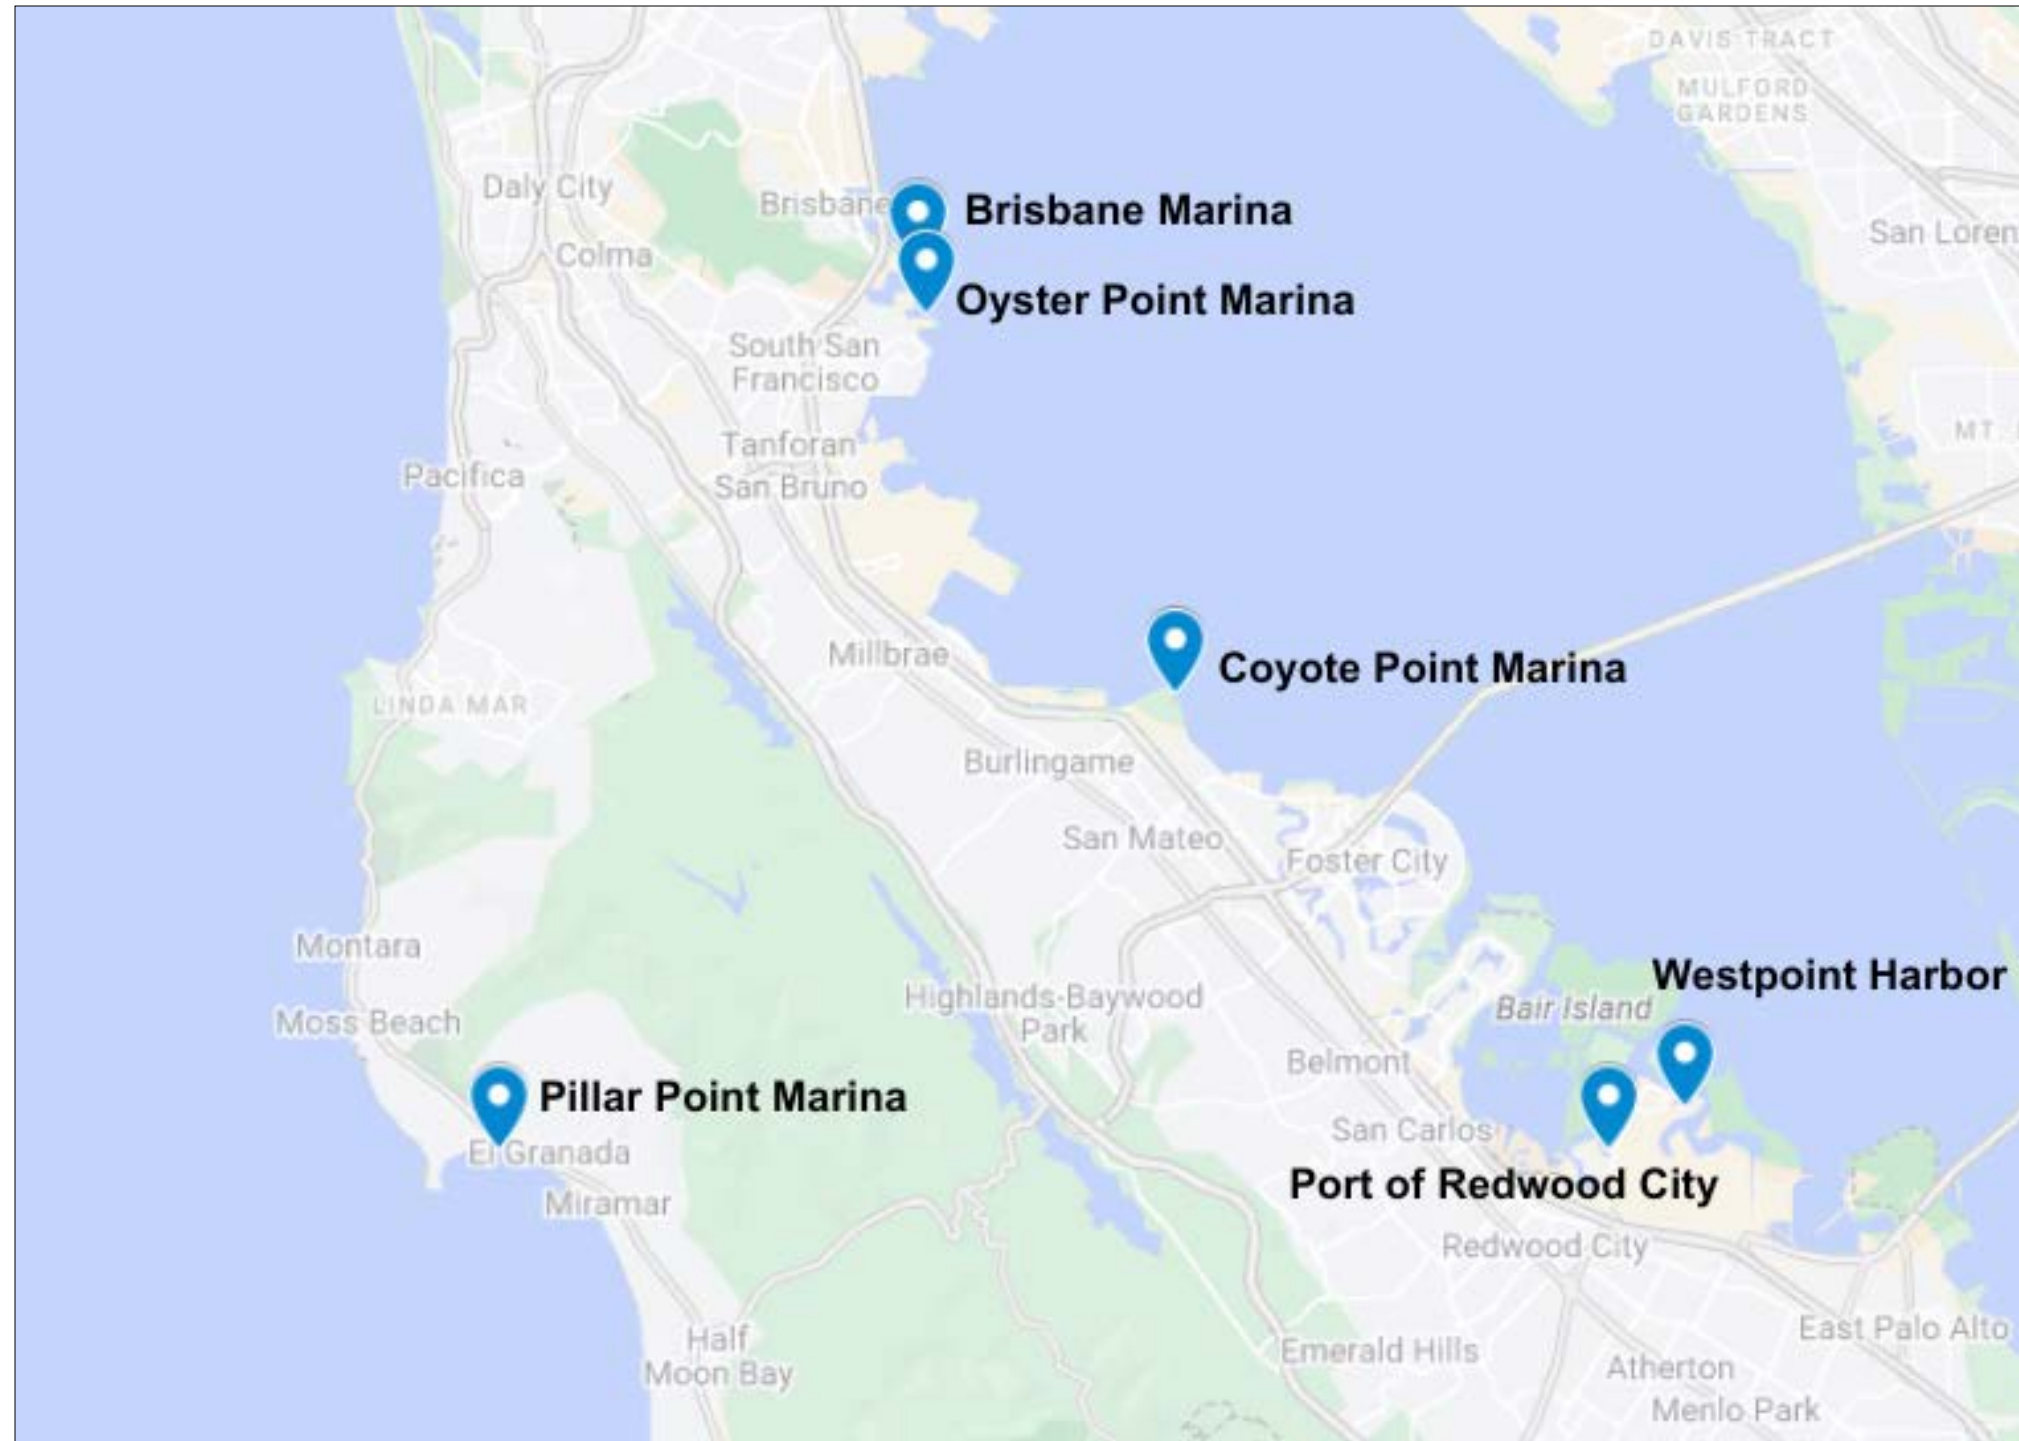 DAVIS TRACT
MULFORD
GARDENS
Daly City
Brisbane
Brisbane Marina
San Loren
Colma
Oyster Point Marina
South San
Francisco
Tanforan
MT
Pacifica
San Bruno
Millbrae
Coyote Point Marina
LINDA MAR
Burlingame
San Mateo
Foster City
Montara
Westpoint Harbor
Highlands-Baywood
Park
Bair Island
Moss Beach
Belmont
Pillar Point Marina
San Carlos
El Granada
Port of Redwood City
Miramar
Redwood City
Half
Moon Bay
East Palo Alto
Emerald Hills
Atherton
Menlo Park